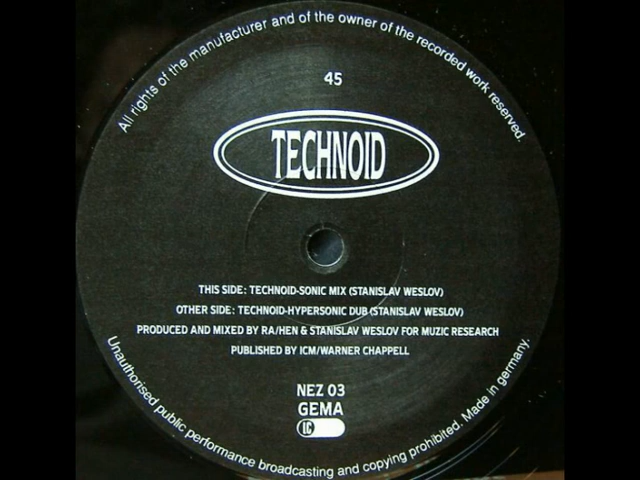 All rights of the manufacturer and of the owner of the recorded work reserved.
45
TECHNOID
THIS SIDE: TECHNOID-SONIC MIX (STANISLAV WESLOV)
OTHER SIDE: TECHNOID-HYPERSONIC DUB (STANISLAV WESLOV)
PRODUCED AND MIXED BY RA/HEN & STANISLAV WESLOV FOR MUZIC RESEARCH
PUBLISHED BY ICM/WARNER CHAPPELL
NEZ 03
GEMA
LC
Unauthorised public performance broadcasting and copying prohibited. Made in germany.